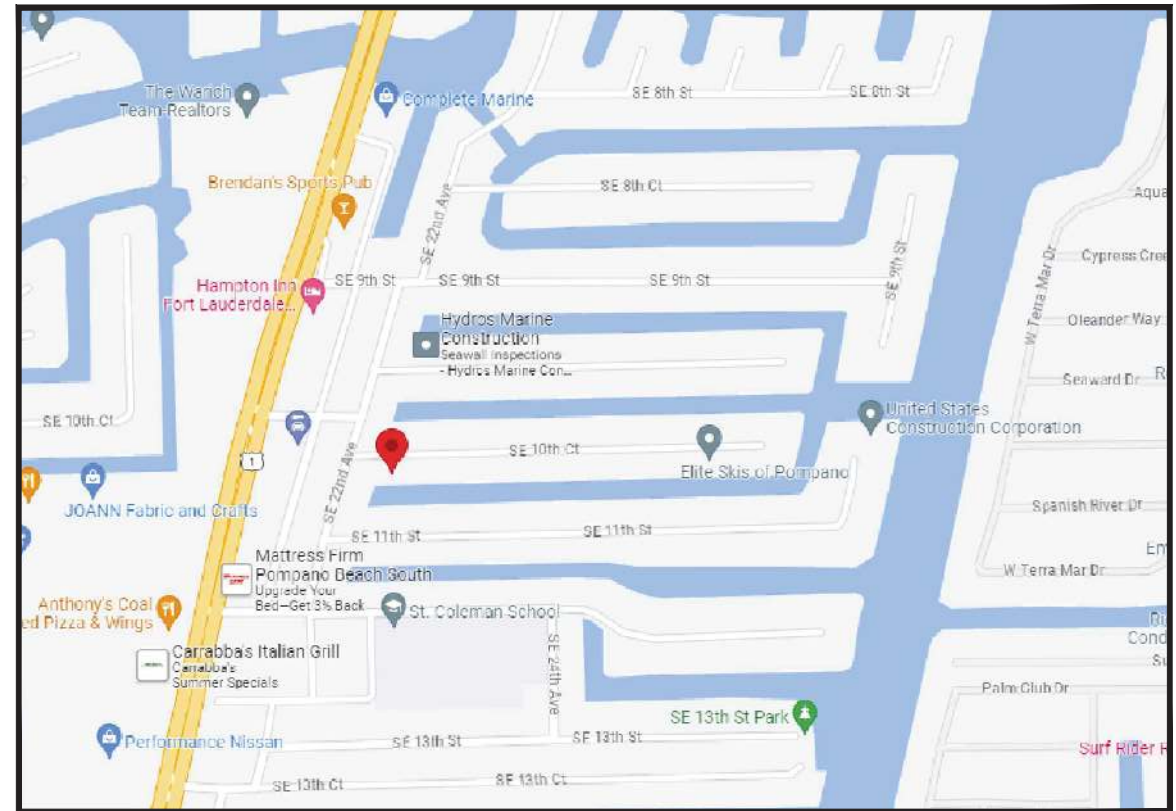 SE 8th St
SE 8th St
The Warich
Team-Realtors
Complete Marine
Brendan's Sports Pub
SE 8th Ct
SE 22nd Ave
Aqua
Hampton Inn
Fort Lauderdale...
SE 9th St
SE 9th St
SE 9th St
SE 9th St
W Terra Mar Dr
Cypress Cree
Oleander Way
Hydros Marine
Construction
Seawall Inspections
- Hydros Marine Con...
Seaward Dr
R
SE 10th Ct
1
SE 22nd Ave
SE 10th Ct
United States
Construction Corporation
Elite Skis of Pompano
JOANN Fabric and Crafts
Spanish River Dr
SE 11th St
SE 11th St
En
W Terra Mar Dr
Mattress Firm
Pompano Beach South
Upgrade Your
Bed—Get 3% Back
Anthony's Coal
ed Pizza & Wings
St. Coleman School
Ri
Cond
Su
Carrabba's Italian Grill
Carrabba's
Summer Specials
SE 24th Ave
Palm Club Dr
SE 13th St Park
Performance Nissan
SE 13th St
SE 13th St
Surf Rider R
SE 13th Ct
SE 13th Ct